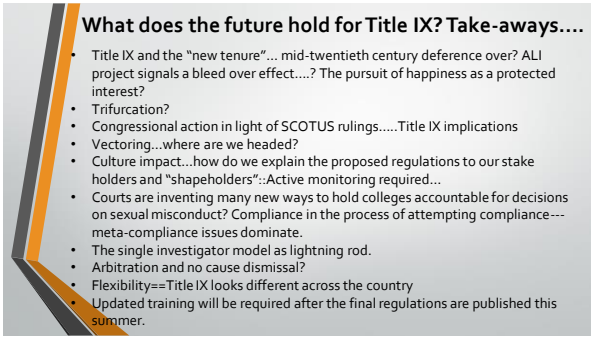 What does the future hold for Title IX? Take-aways....
• Title IX and the “new tenure”... mid-twentieth century deference over? ALI
project signals a bleed over effect....? The pursuit of happiness as a protected
interest?
• Trifurcation?
• Congressional action in light of SCOTUS rulings.....Title IX implications
• Vectoring...where are we headed?
• Culture impact...how do we explain the proposed regulations to our stake
holders and “shapeholders”::Active monitoring required...
• Courts are inventing many new ways to hold colleges accountable for decisions
on sexual misconduct? Compliance in the process of attempting compliance---
meta-compliance issues dominate.
• The single investigator model as lightning rod.
• Arbitration and no cause dismissal?
• Flexibility==Title IX looks different across the country
• Updated training will be required after the final regulations are published this
summer.